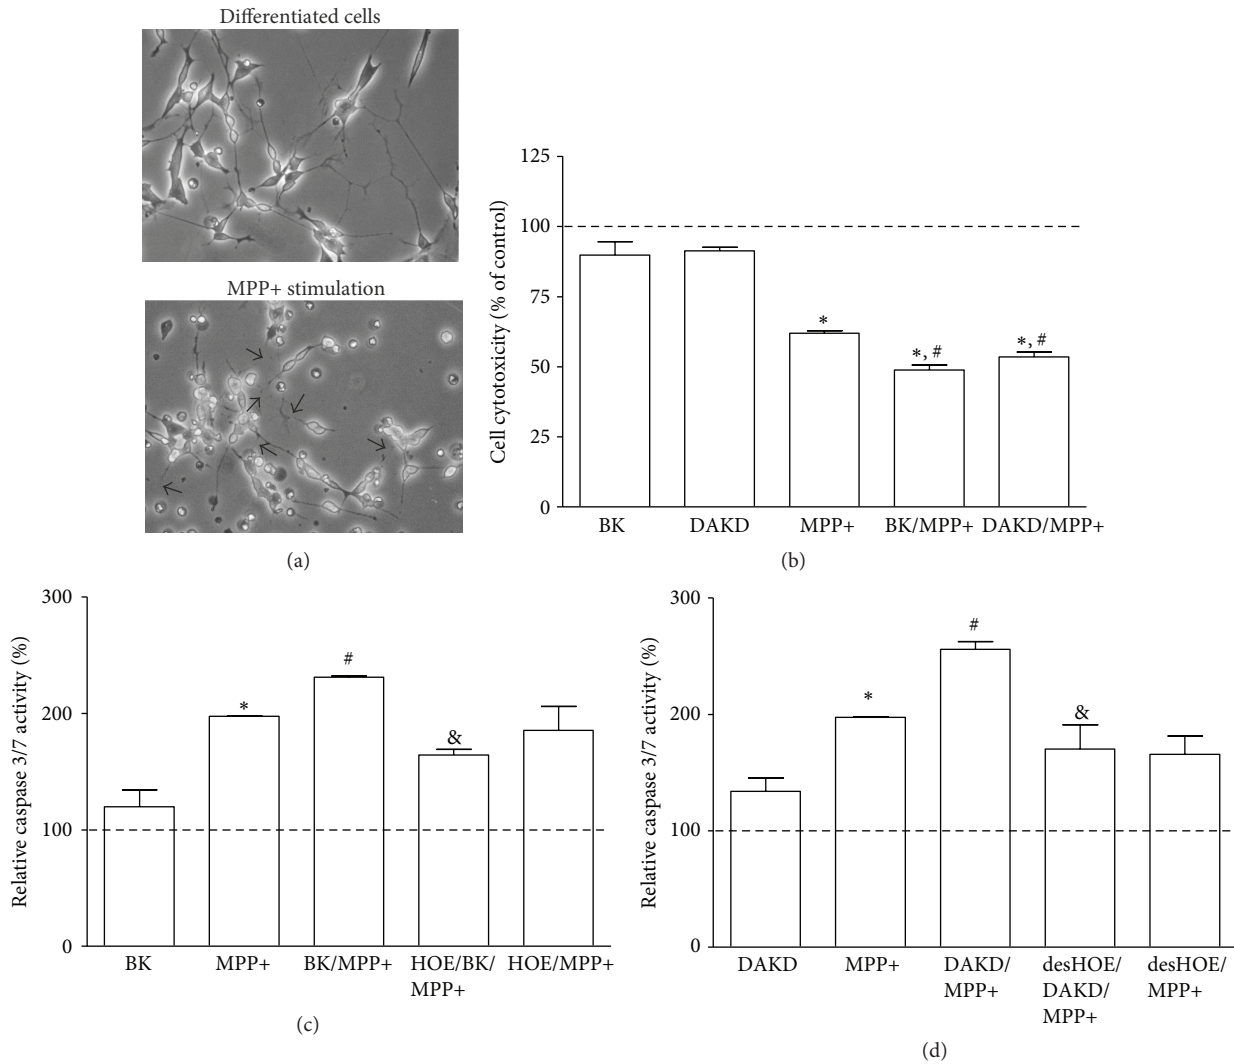 Differentiated cells
MPP+ stimulation
(a)
Cell cytotoxicity (% of control)
125
100
75
50
25
0
*
*, #
*, #
BK DAKD MPP+ BK/MPP+ DAKD/MPP+
(b)
Relative caspase 3/7 activity (%)
300
200
100
0
*
#
&
BK MPP+ BK/MPP+ HOE/BK/ HOE/MPP+
MPP+
(c)
Relative caspase 3/7 activity (%)
300
200
100
0
*
#
&
DAKD MPP+ DAKD/ desHOE/ desHOE/
MPP+ DAKD/ MPP+
MPP+
(d)